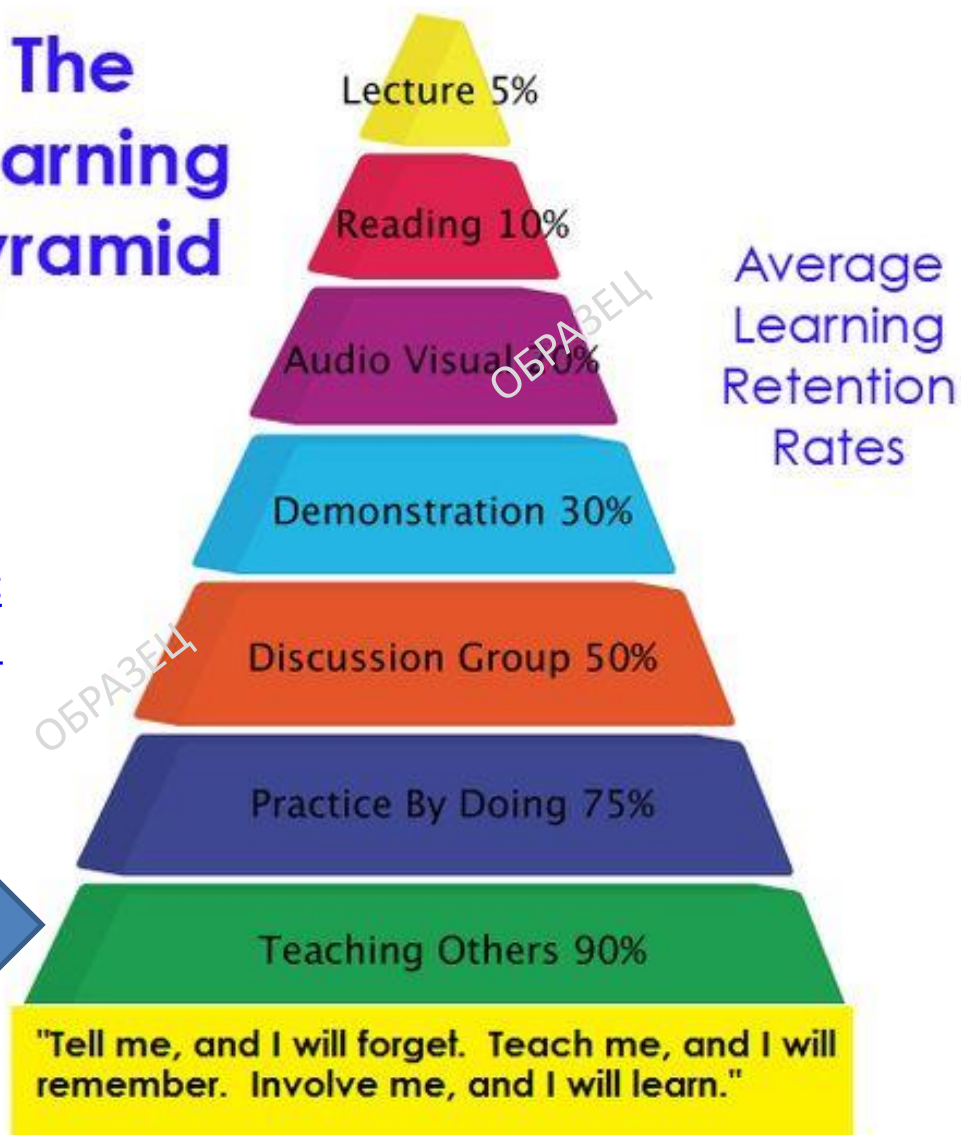 The
arning
yramid
Lecture 5%
Reading 10%
Audio Visual
Demonstration 30%
Discussion Group 50%
Practice By Doing 75%
Teaching Others 90%
Average
Learning
Retention
Rates
ОБРАЗЕЦ
ОБРАЗЕЦ
"Tell me, and I will forget. Teach me, and I will
remember. Involve me, and I will learn."